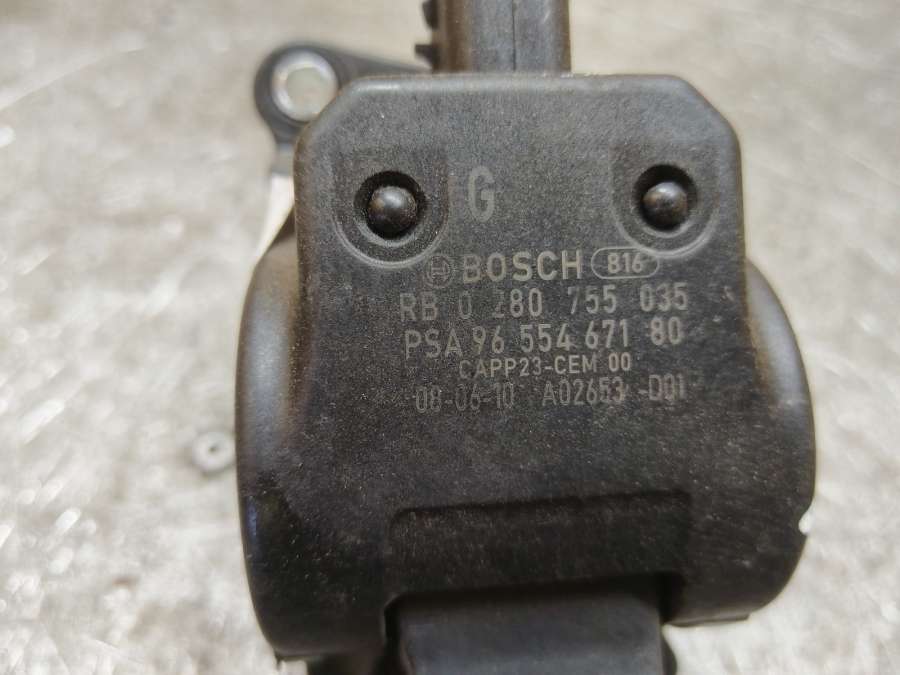 G
BOSCH B16
RB 0 280 755 035
PSA 96 554 671 80
CAPP23-CEM 00
08-06-10 A02653 -D01